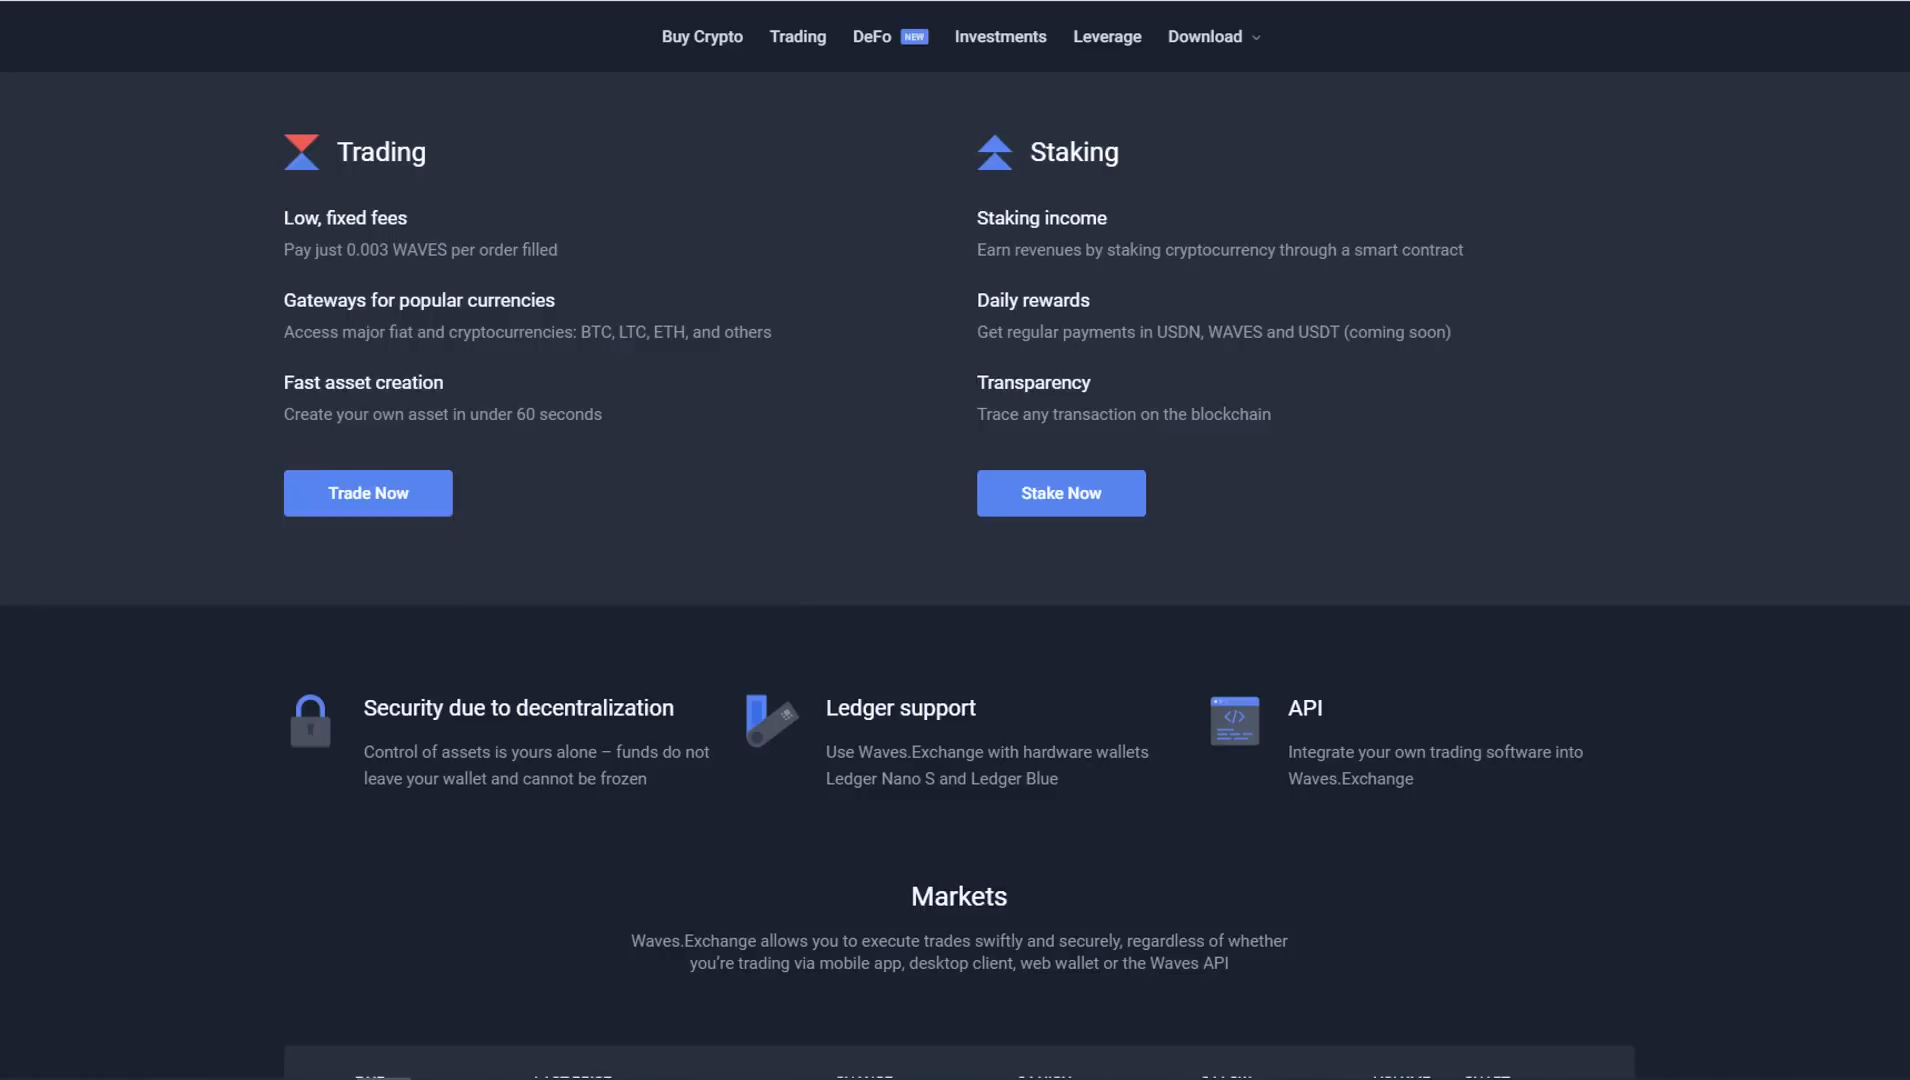 Buy Crypto Trading DeFo NEW Investments Leverage Download
Trading
Low, fixed fees
Pay just 0.003 WAVES per order filled
Gateways for popular currencies
Access major fiat and cryptocurrencies: BTC, LTC, ETH, and others
Fast asset creation
Create your own asset in under 60 seconds
Trade Now
Staking
Staking income
Earn revenues by staking cryptocurrency through a smart contract
Daily rewards
Get regular payments in USDN, WAVES and USDT (coming soon)
Transparency
Trace any transaction on the blockchain
Stake Now
Security due to decentralization
Control of assets is yours alone – funds do not
leave your wallet and cannot be frozen
Ledger support
Use Waves.Exchange with hardware wallets
Ledger Nano S and Ledger Blue
API
Integrate your own trading software into
Waves.Exchange
Markets
Waves.Exchange allows you to execute trades swiftly and securely, regardless of whether
you’re trading via mobile app, desktop client, web wallet or the Waves API